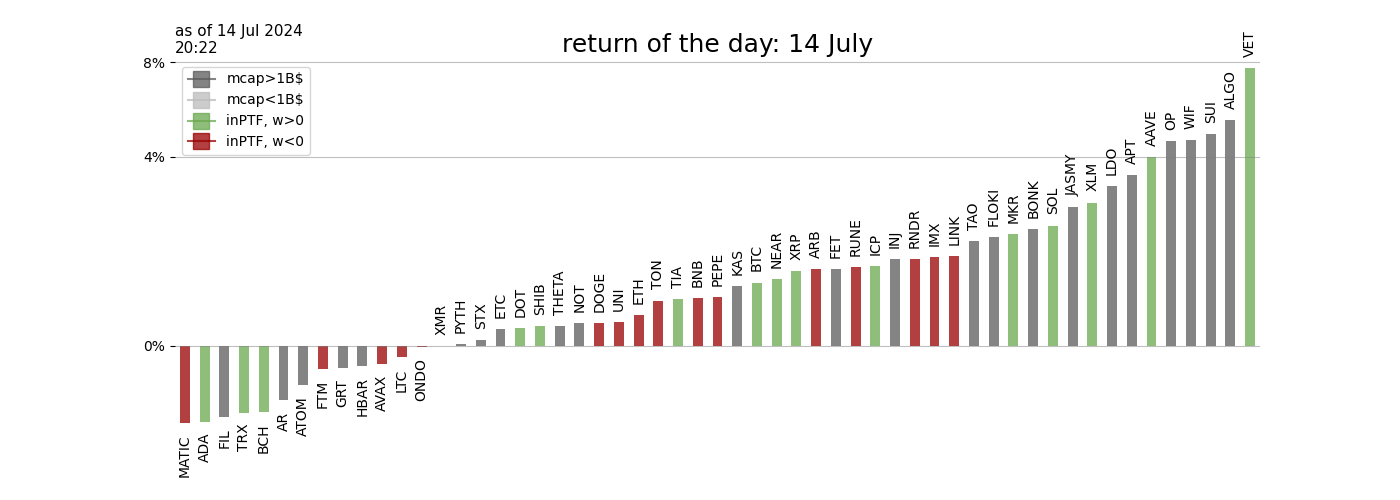 as of 14 Jul 2024
20:22
return of the day: 14 July
8%
4%
0%
mcap>1B$
mcap<1B$
inPTF, w>0
inPTF, w<0
MATIC
ADA
FIL
TRX
BCH
AR
ATOM
FTM
GRT
HBAR
AVAX
LTC
ONDO
XMR
PYTH
STX
ETC
DOT
SHIB
THETA
NOT
DOGE
UNI
ETH
TON
TIA
BNB
PEPE
KAS
BTC
NEAR
XRP
ARB
FET
RUNE
ICP
INJ
RNDR
IMX
LINK
TAO
FLOKI
MKR
BONK
SOL
JASMY
XLM
LDO
APT
AAVE
OP
WIF
SUI
ALGO
VET